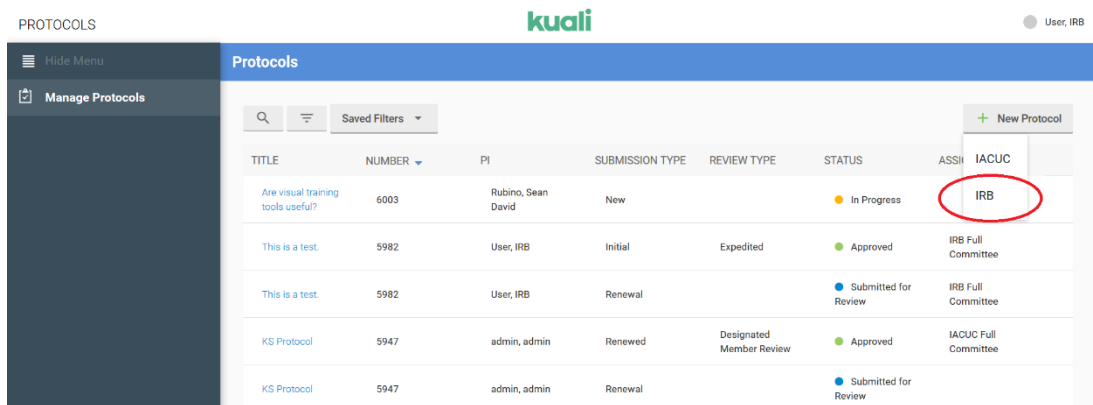 PROTOCOLS
kuali
User, IRB
Hide Menu
Protocols
Manage Protocols
Saved Filters
+ New Protocol
TITLE NUMBER PI SUBMISSION TYPE REVIEW TYPE STATUS ASSI
IACUC
IRB
Are visual training
tools useful?
6003
Rubino, Sean
David
New
In Progress
This is a test.
5982
User, IRB
Initial
Expedited
Approved
IRB Full
Committee
This is a test.
5982
User, IRB
Renewal
Submitted for
Review
IRB Full
Committee
KS Protocol
5947
admin, admin
Renewed
Designated
Member Review
Approved
IACUC Full
Committee
KS Protocol
5947
admin, admin
Renewal
Submitted for
Review